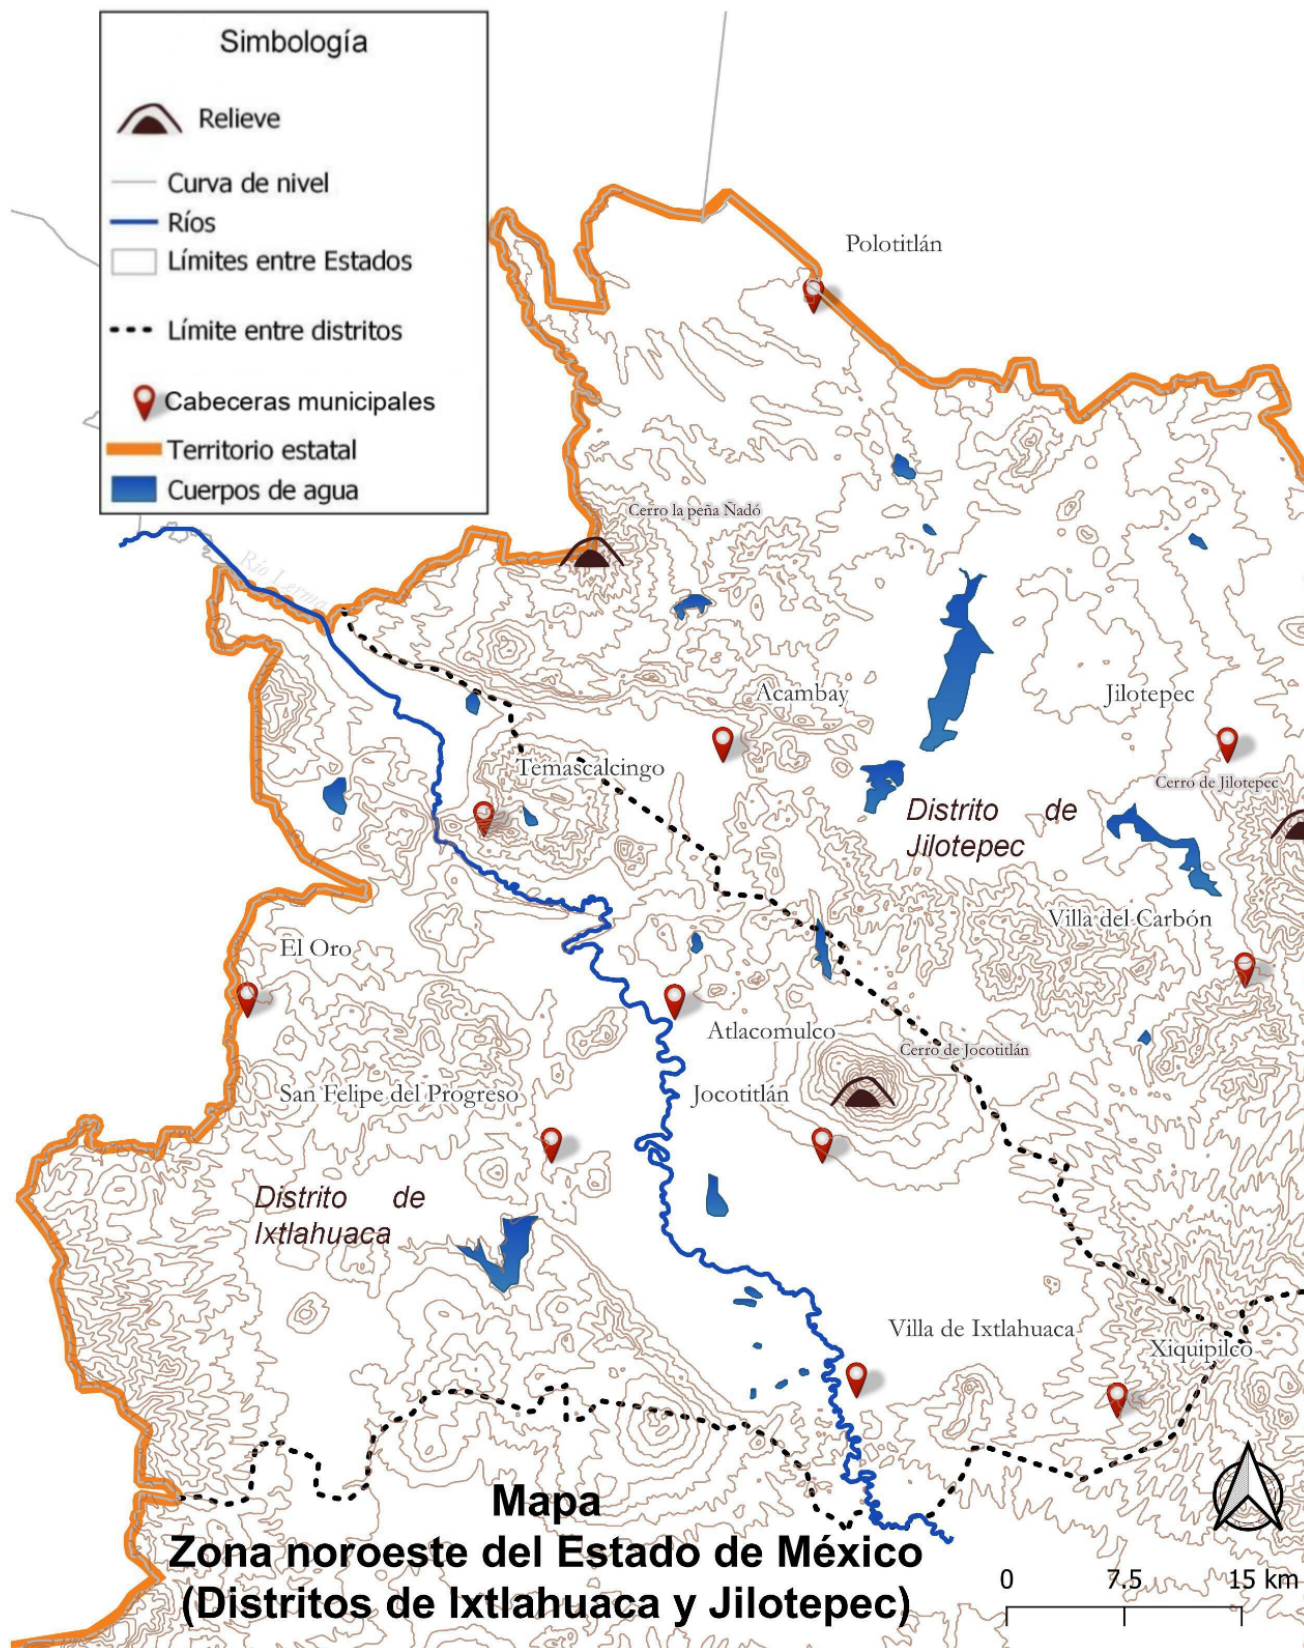 Simbología
Relieve
Curva de nivel
Ríos
Límites entre Estados
Límite entre distritos
Cabeceras municipales
Territorio estatal
Cuerpos de agua
Polotitlán
Cerro la peña Ñadó
Río Lerma
Acambay
Jilotepec
Temascalcingo
Cerro de Jilotepec
Distrito de
Jilotepec
Villa del Carbón
El Oro
Atlacomulco
Cerro de Jocotitlán
San Felipe del Progreso
Jocotitlán
Distrito de
Ixtlahuaca
Villa de Ixtlahuaca
Xiquipilco
Mapa
Zona noroeste del Estado de México
(Distritos de Ixtlahuaca y Jilotepec)
0 7.5 15 km